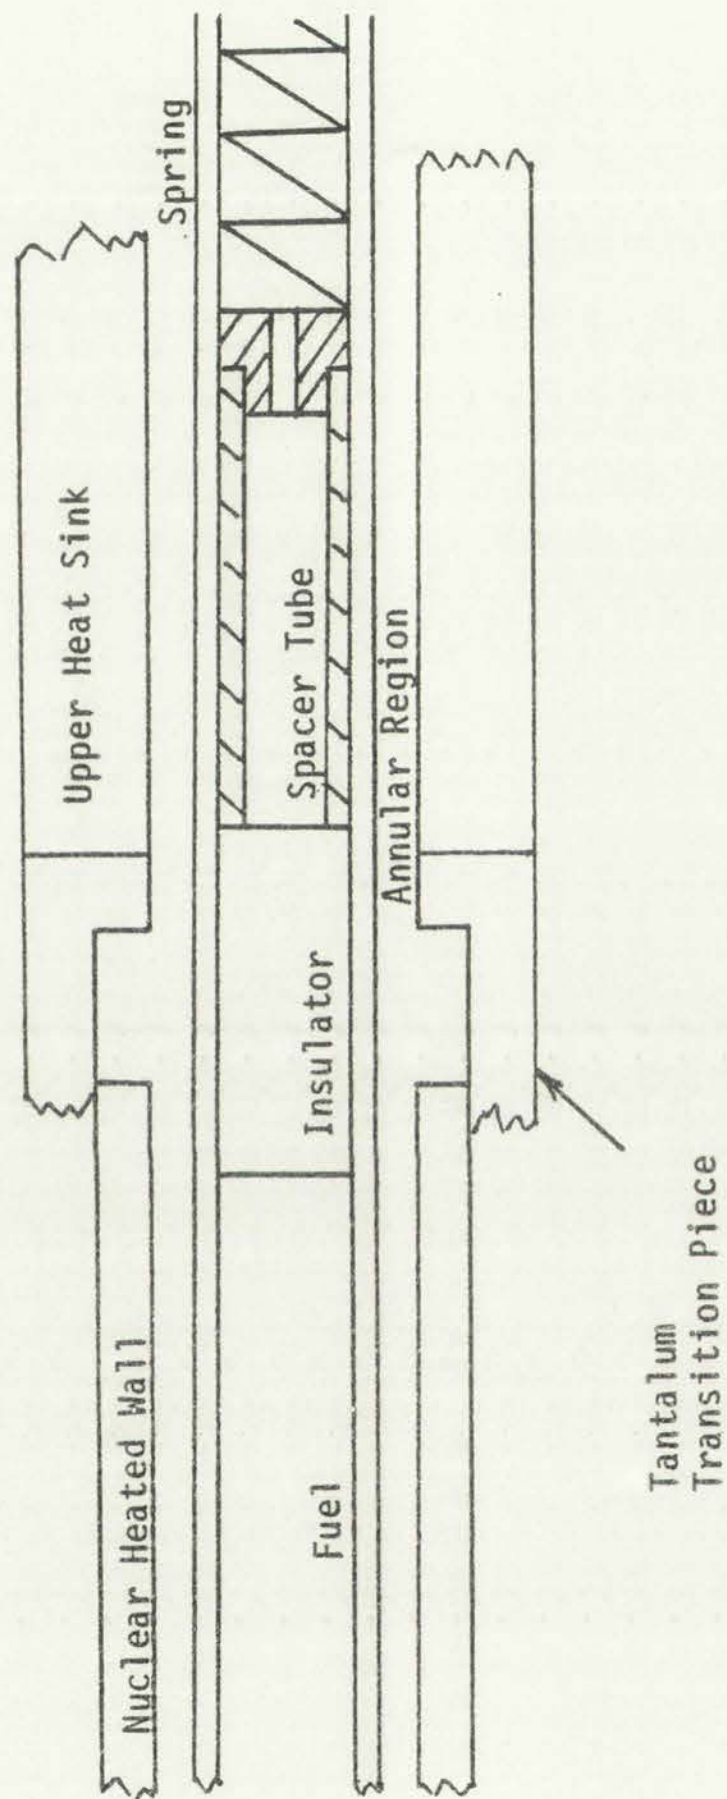 Spring
Upper Heat Sink
Spacer Tube
Annular Region
Insulator
Nuclear Heated Wall
Fuel
Tantalum
Transition Piece